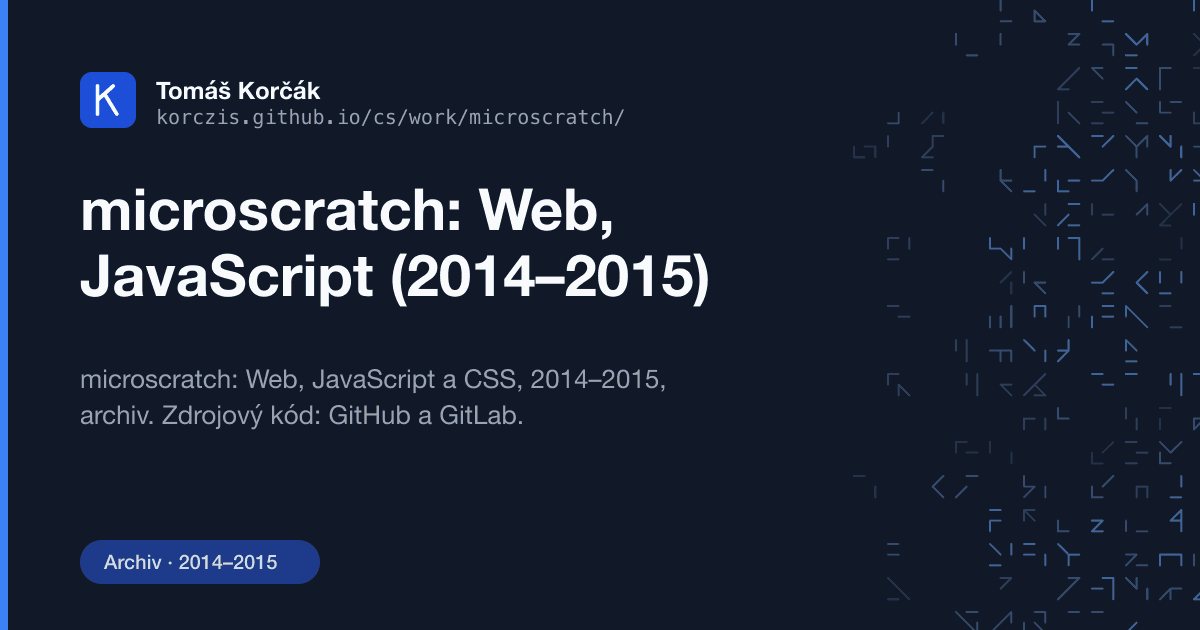 K
Tomáš Korčák
korczis.github.io/cs/work/microscratch/
microscratch: Web,
JavaScript (2014–2015)
microscratch: Web, JavaScript a CSS, 2014–2015,
archiv. Zdrojový kód: GitHub a GitLab.
Archiv · 2014–2015